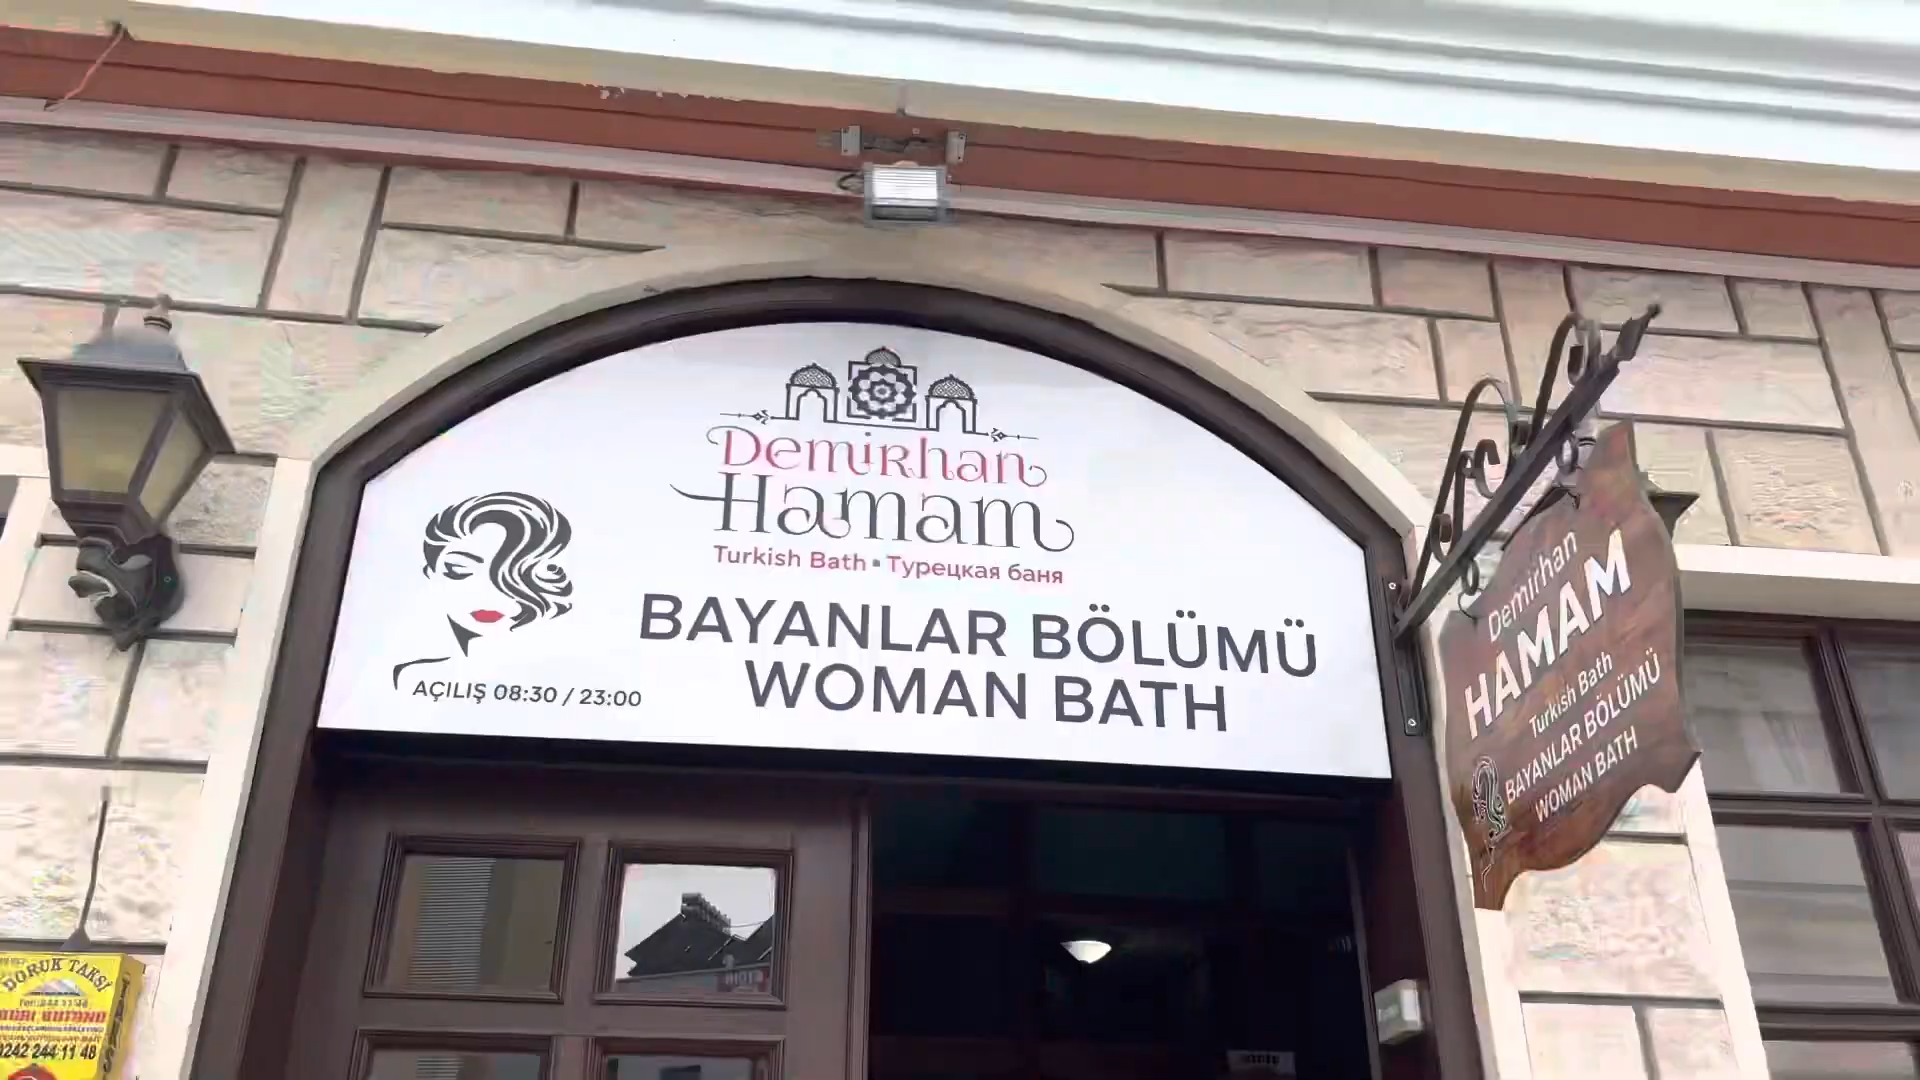 Demirhan
Hamam
Turkish Bath ▪ Турецкая баня
BAYANLAR BÖLÜMÜ
WOMAN BATH
AÇILIŞ 08:30 / 23:00
Demirhan
HAMAM
Turkish Bath
BAYANLAR BÖLÜMÜ
WOMAN BATH
DORUK TAKSİ
0242 244 11 48